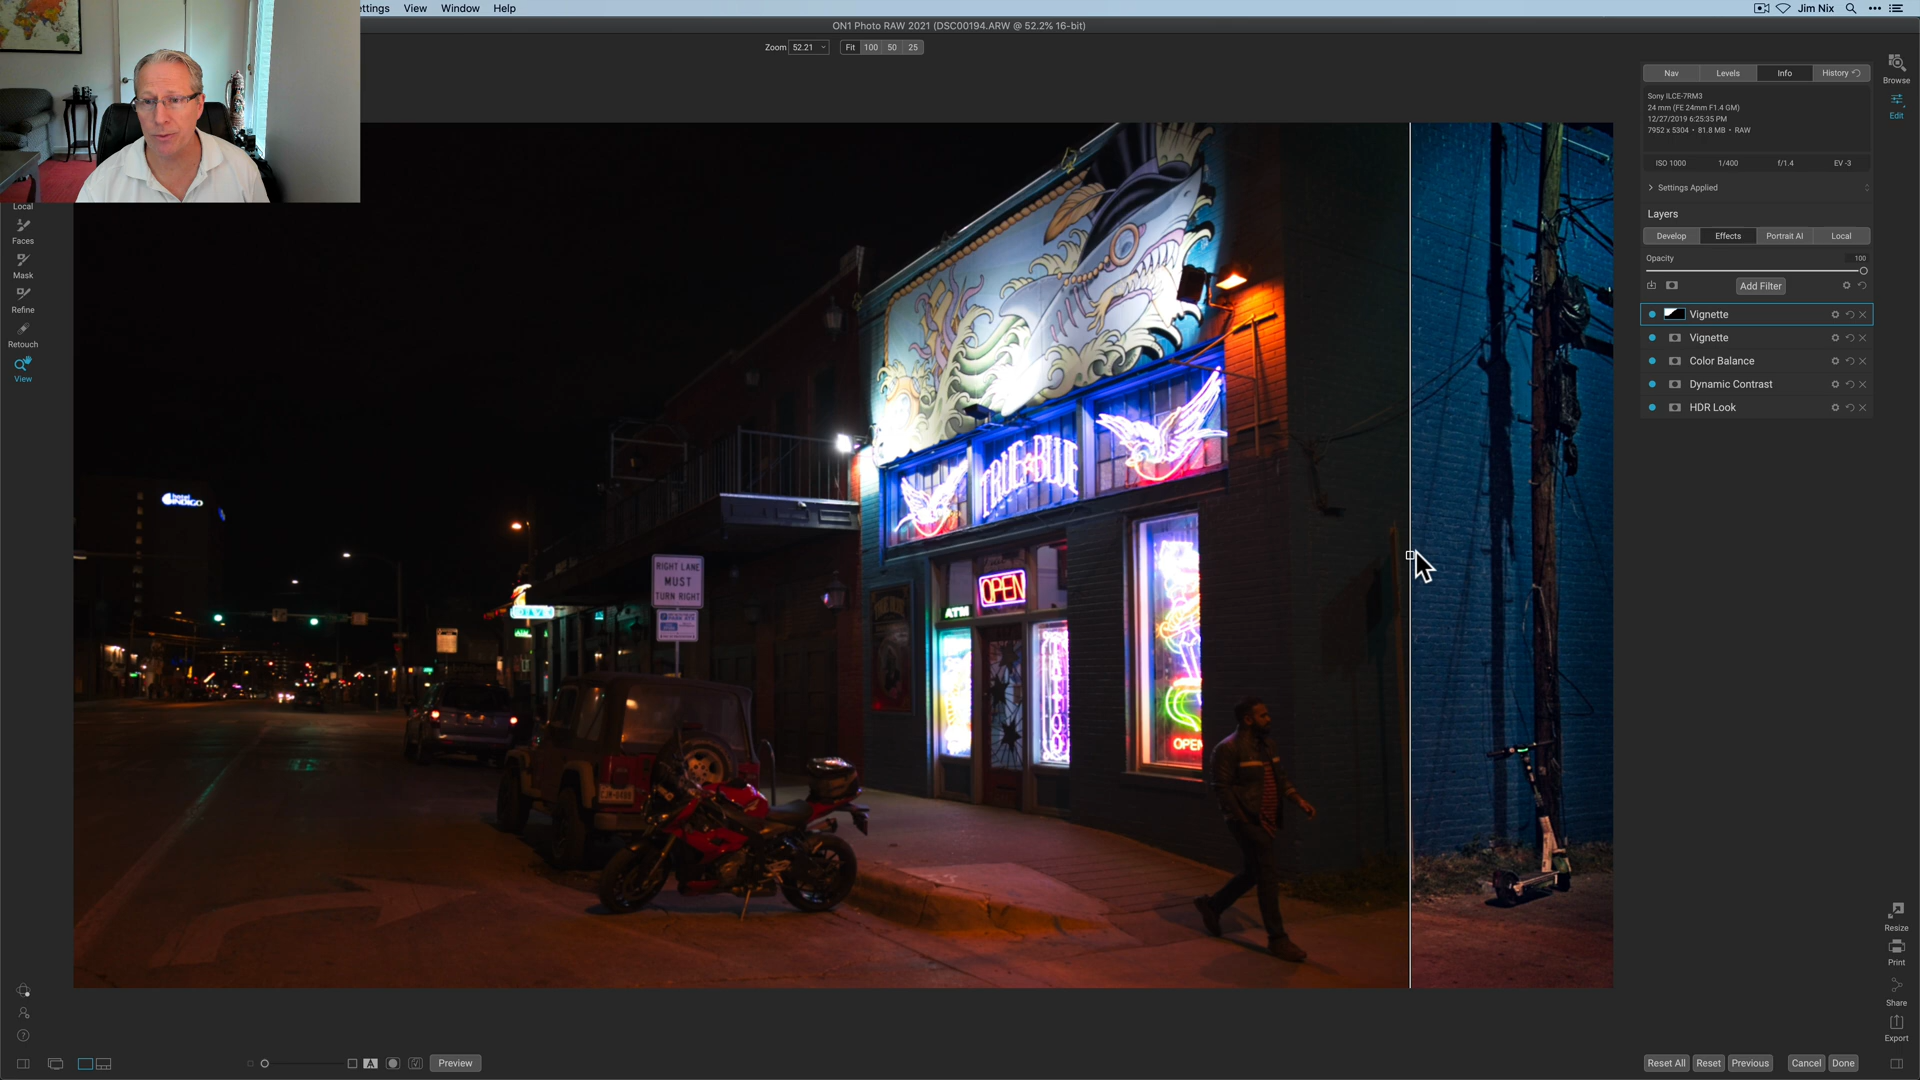 ettings View Window Help
Jim Nix
ON1 Photo RAW 2021 (DSC00194.ARW @ 52.2% 16-bit)
Zoom 52.21 Fit 100 50 25
Nav Levels Info History
Browse
Edit
Sony ILCE-7RM3
24 mm (FE 24mm F1.4 GM)
12/27/2019 6:25:35 PM
7952 x 5304 • 81.8 MB • RAW
ISO 1000 1/400 f/1.4 EV -3
Settings Applied
Layers
Develop Effects Portrait AI Local
Opacity 100
Add Filter
Vignette
Vignette
Color Balance
Dynamic Contrast
HDR Look
Local
Faces
Mask
Refine
Retouch
View
hotel
INDIGO
TRUE BLUE
RIGHT LANE
MUST
TURN RIGHT
OPEN
ATM
OPEN
Resize
Print
Share
Export
A
Preview
Reset All Reset Previous Cancel Done